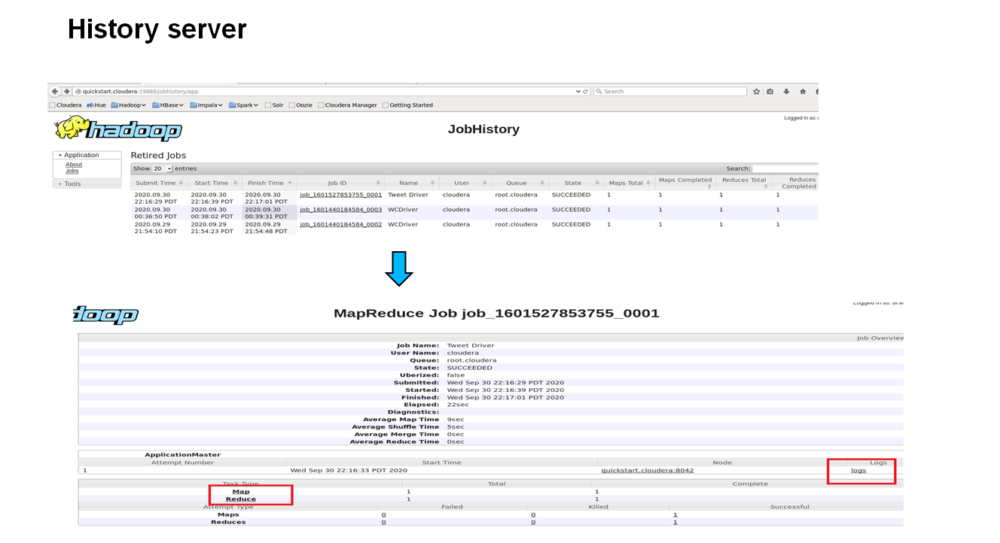 History server
quickstart.cloudera:19888/jobhistory/app
Search
Cloudera Hue Hadoop HBase Impala Spark Solr Oozie Cloudera Manager Getting Started
hadoop
JobHistory
Logged in as:
Application
About
Jobs
Tools
Retired Jobs
Show 20 entries
Search:
Submit Time Start Time Finish Time Job ID Name User Queue State Maps Total Maps Completed Reduces Total Reduces Completed
2020.09.30 22:16:29 PDT 2020.09.30 22:16:39 PDT 2020.09.30 22:17:01 PDT job_1601527853755_0001 Tweet Driver cloudera root.cloudera SUCCEEDED 1 1 1 1
2020.09.30 00:36:50 PDT 2020.09.30 00:38:02 PDT 2020.09.30 00:39:31 PDT job_1601440184584_0003 WCDriver cloudera root.cloudera SUCCEEDED 1 1 1 1
2020.09.29 21:54:10 PDT 2020.09.29 21:54:23 PDT 2020.09.29 21:54:48 PDT job_1601440184584_0002 WCDriver cloudera root.cloudera SUCCEEDED 1 1 1 1
doop
MapReduce Job job_1601527853755_0001
Logged in as: dr.w
Job Overview
Job Name: Tweet Driver
User Name: cloudera
Queue: root.cloudera
State: SUCCEEDED
Uberized: false
Submitted: Wed Sep 30 22:16:29 PDT 2020
Started: Wed Sep 30 22:16:39 PDT 2020
Finished: Wed Sep 30 22:17:01 PDT 2020
Elapsed: 22sec
Diagnostics:
Average Map Time 9sec
Average Shuffle Time 5sec
Average Merge Time 0sec
Average Reduce Time 0sec
ApplicationMaster
Attempt Number Start Time Node Logs
1 Wed Sep 30 22:16:33 PDT 2020 quickstart.cloudera:8042 logs
Task Type Total Complete
Map 1 1
Reduce 1 1
Attempt Type Failed Killed Successful
Maps 0 0 1
Reduces 0 0 1